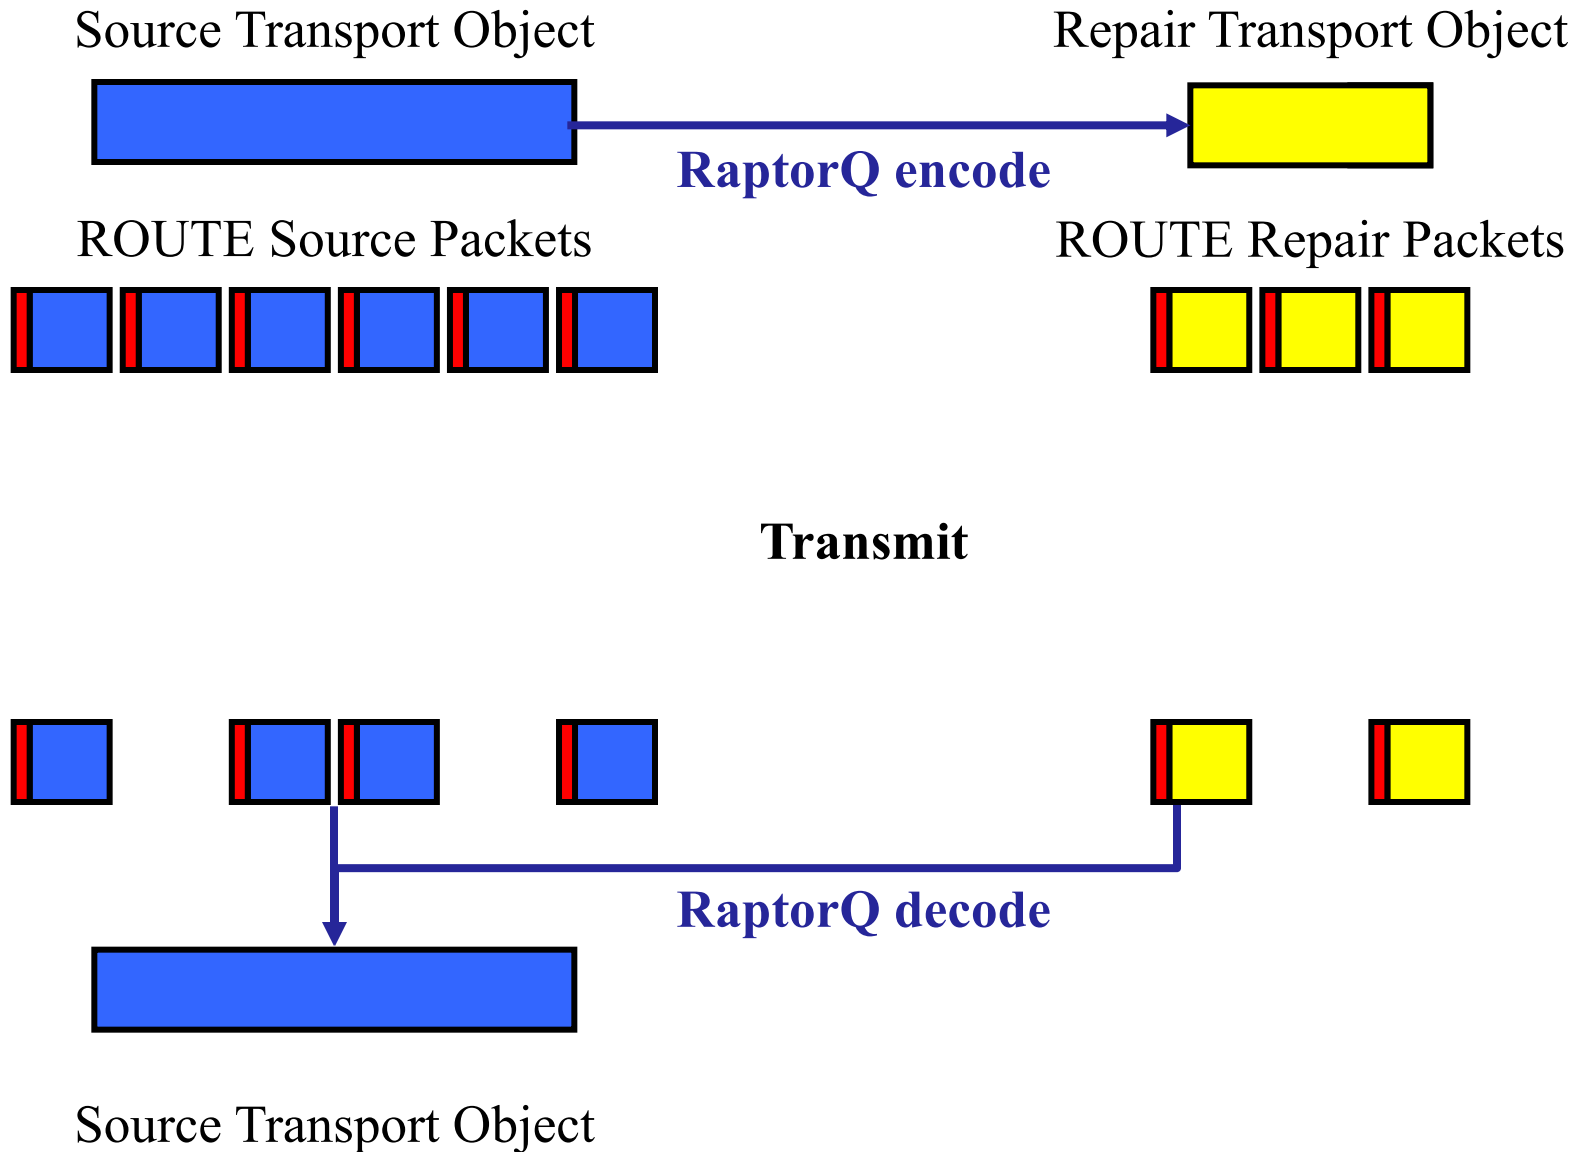 Source Transport Object
Repair Transport Object
RaptorQ encode
ROUTE Source Packets
ROUTE Repair Packets
Transmit
RaptorQ decode
Source Transport Object